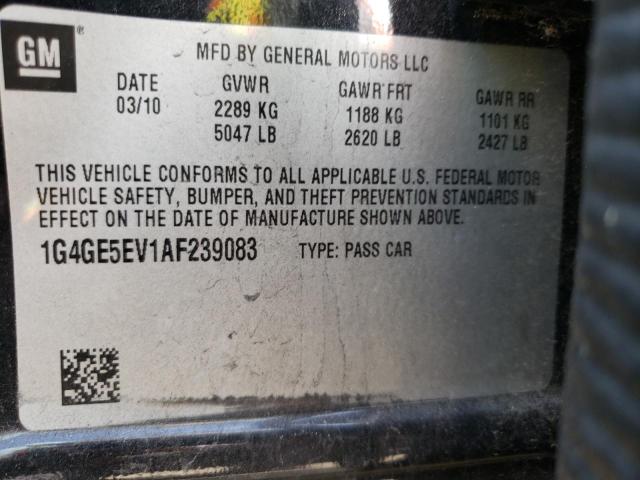 GM
®
MFD BY GENERAL MOTORS LLC
DATE GVWR GAWR FRT GAWR RR
03/10 2289 KG 1188 KG 1101 KG
5047 LB 2620 LB 2427 LB
THIS VEHICLE CONFORMS TO ALL APPLICABLE U.S. FEDERAL MOTOR
VEHICLE SAFETY, BUMPER, AND THEFT PREVENTION STANDARDS IN
EFFECT ON THE DATE OF MANUFACTURE SHOWN ABOVE.
1G4GE5EV1AF239083 TYPE: PASS CAR